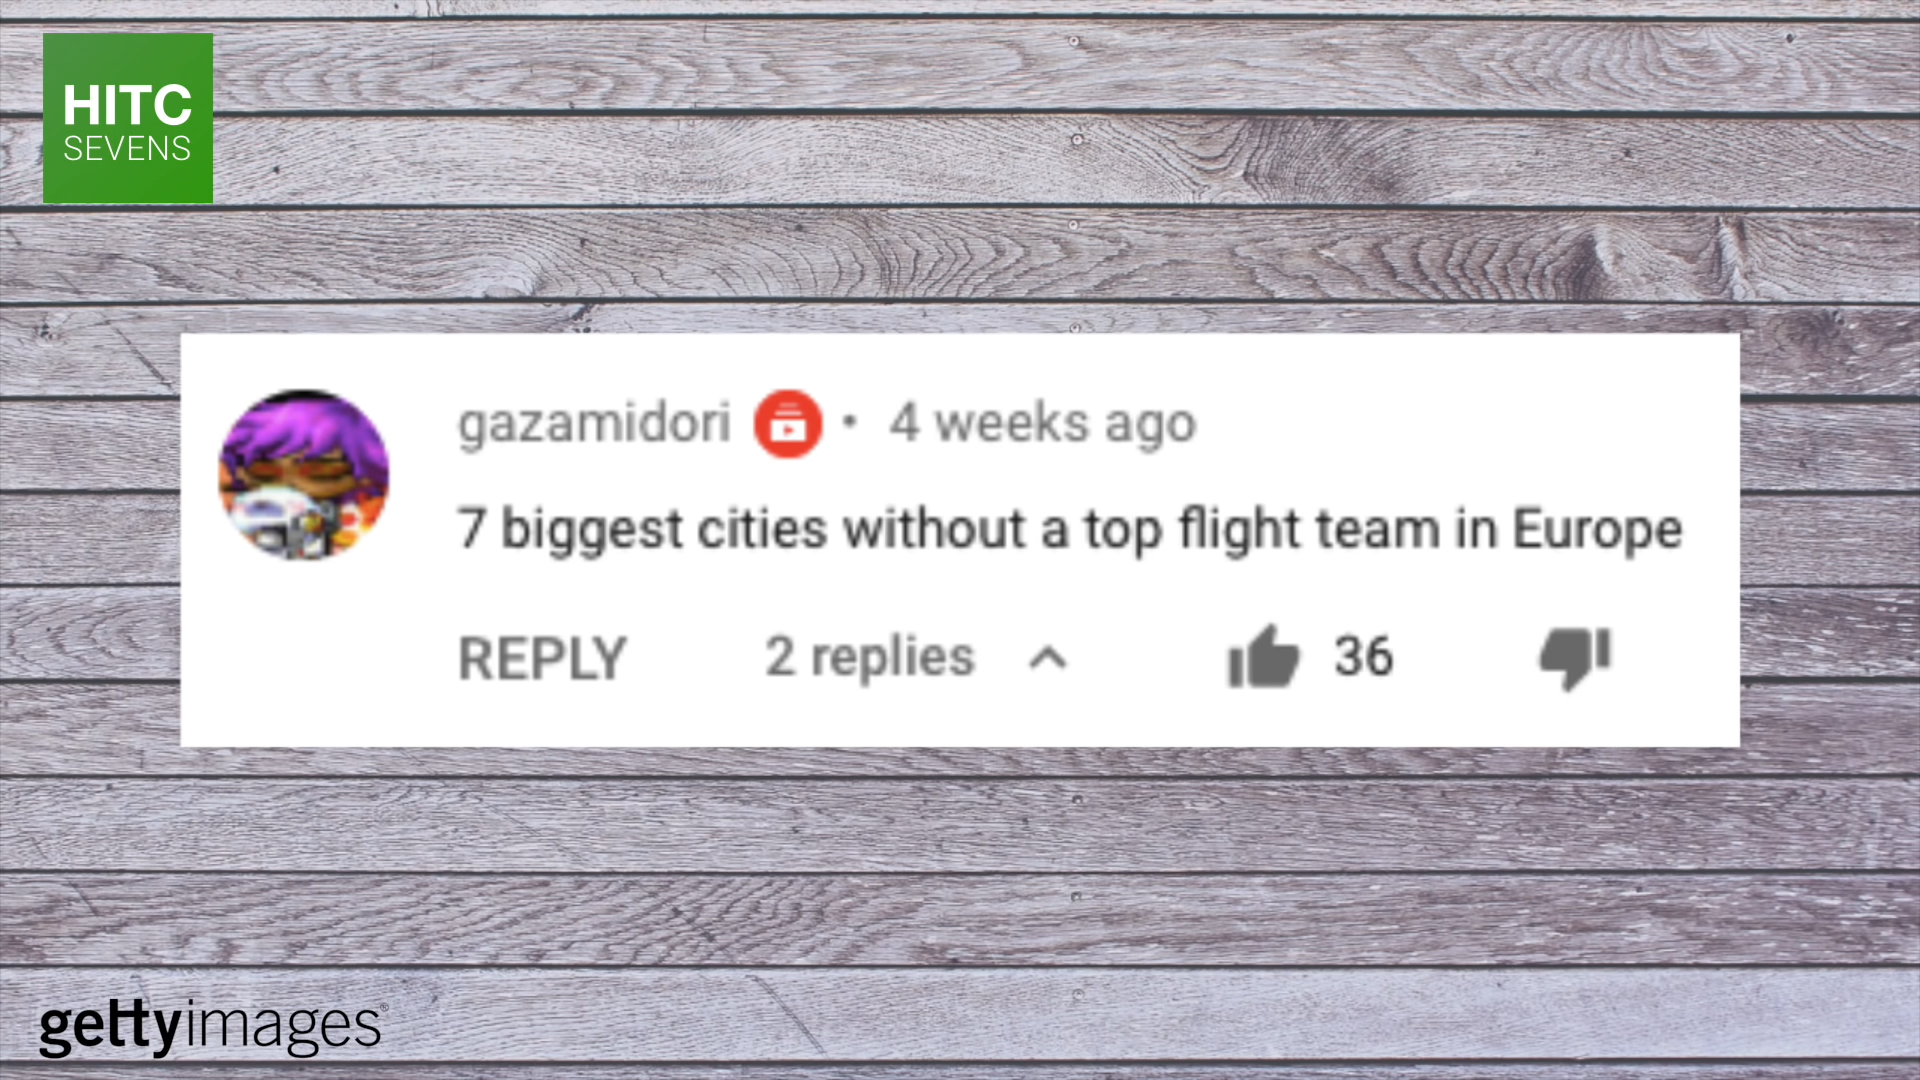 HITC
SEVENS
gazamidori • 4 weeks ago
7 biggest cities without a top flight team in Europe
REPLY 2 replies 36
gettyimages®